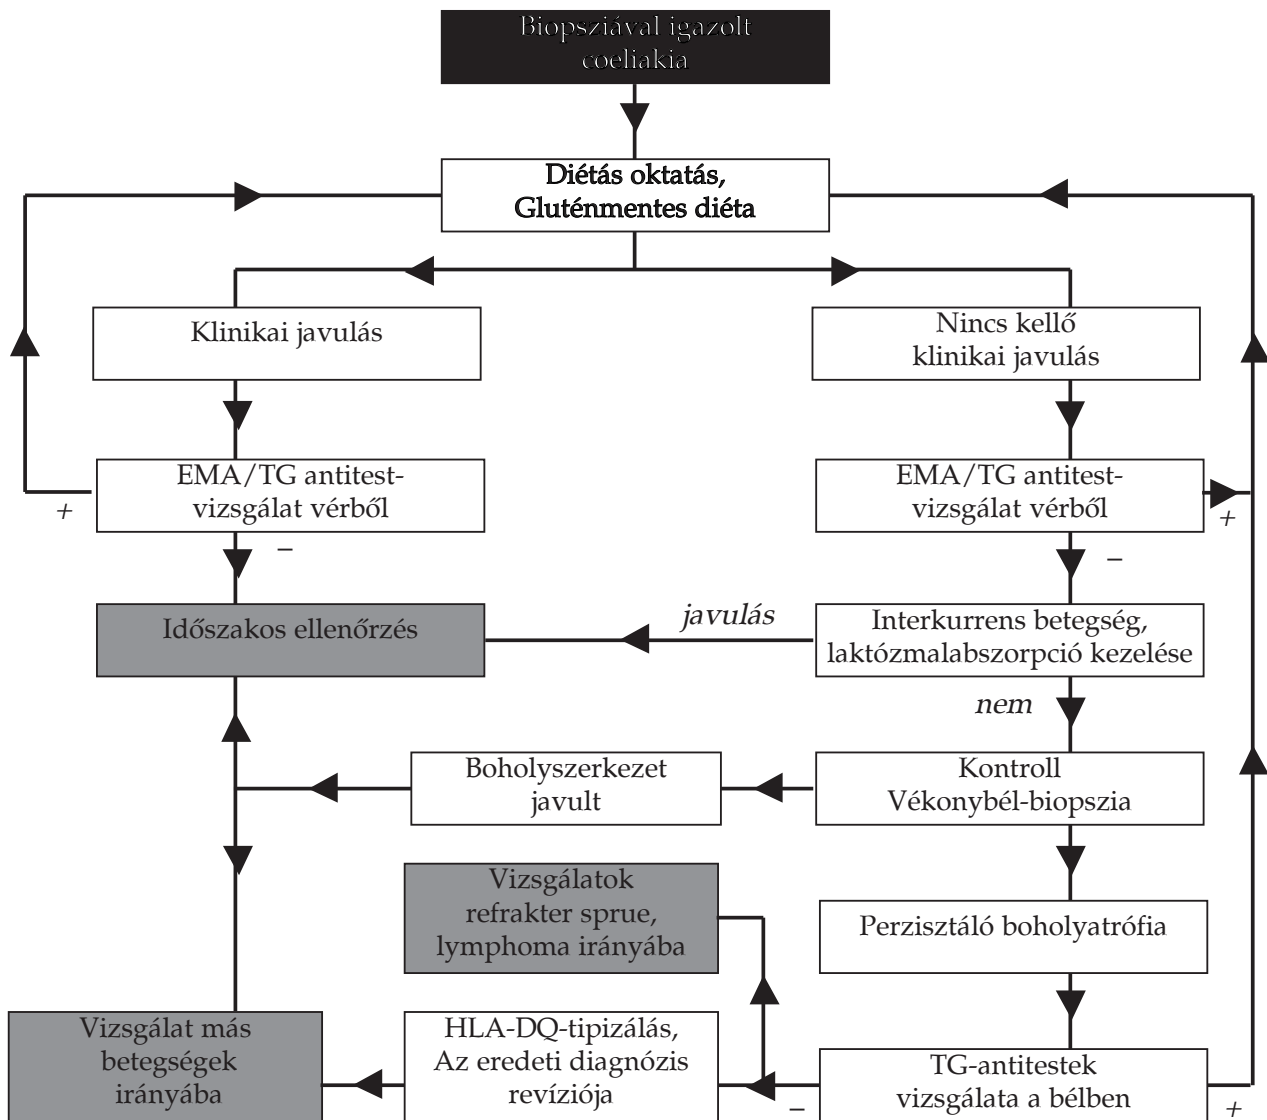 Biopsziával igazolt
coeliakia
Diétás oktatás,
Gluténmentes diéta
Klinikai javulás
Nincs kellő
klinikai javulás
EMA/TG antitest-
vizsgálat vérből
+
–
EMA/TG antitest-
vizsgálat vérből
+
–
Időszakos ellenőrzés
javulás
Interkurrens betegség,
laktózmalabszorpció kezelése
nem
Boholyszerkezet
javult
Kontroll
Vékonybél-biopszia
Vizsgálatok
refrakter sprue,
lymphoma irányába
Perzisztáló boholyatrófia
Vizsgálat más
betegségek
irányába
HLA-DQ-tipizálás,
Az eredeti diagnózis
revíziója
–
TG-antitestek
vizsgálata a bélben
+